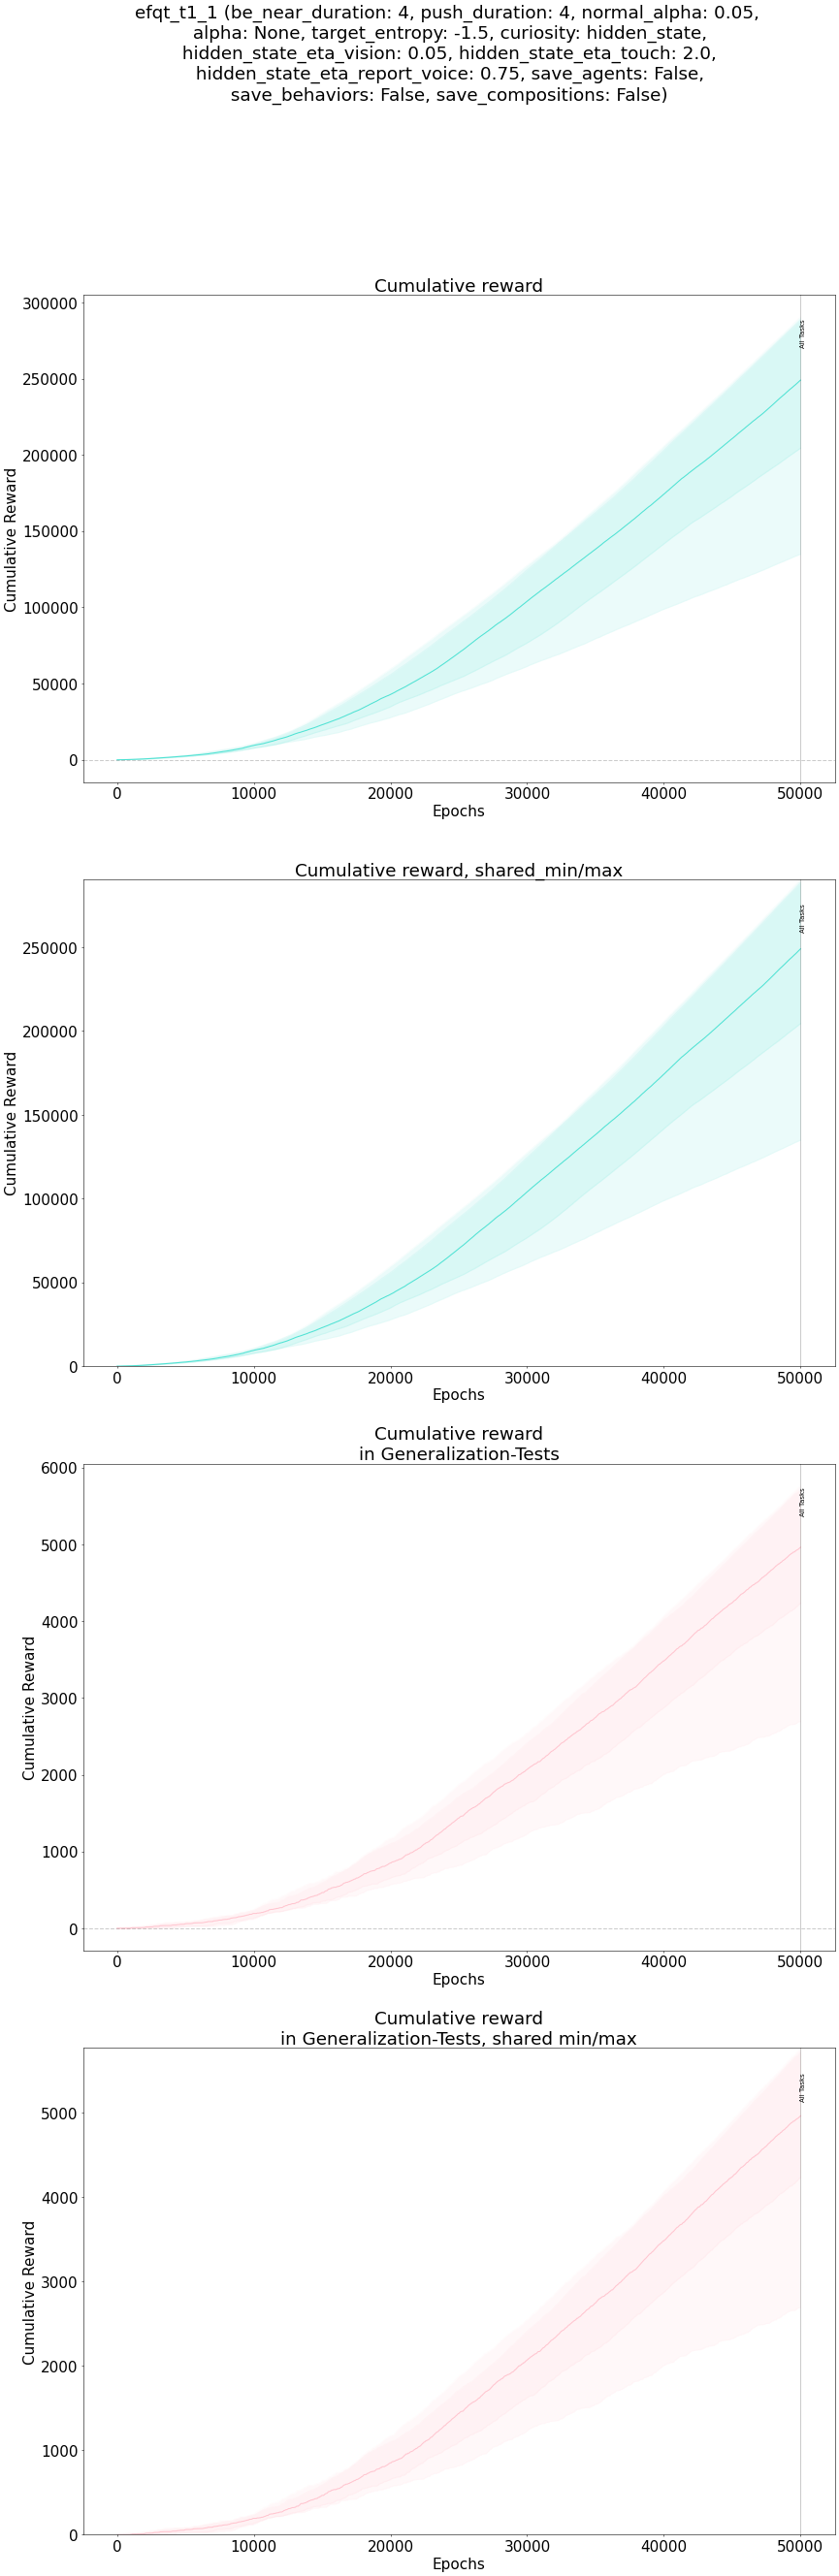 efqt_t1_1 (be_near_duration: 4, push_duration: 4, normal_alpha: 0.05,
alpha: None, target_entropy: -1.5, curiosity: hidden_state,
hidden_state_eta_vision: 0.05, hidden_state_eta_touch: 2.0,
hidden_state_eta_report_voice: 0.75, save_agents: False,
save_behaviors: False, save_compositions: False)
Cumulative reward
300000
250000
200000
150000
100000
50000
0
Cumulative Reward
All Tasks
0 10000 20000 30000 40000 50000
Epochs
Cumulative reward, shared_min/max
250000
200000
150000
100000
50000
0
Cumulative Reward
All Tasks
0 10000 20000 30000 40000 50000
Epochs
Cumulative reward
in Generalization-Tests
6000
5000
4000
3000
2000
1000
0
Cumulative Reward
All Tasks
0 10000 20000 30000 40000 50000
Epochs
Cumulative reward
in Generalization-Tests, shared min/max
5000
4000
3000
2000
1000
0
Cumulative Reward
All Tasks
0 10000 20000 30000 40000 50000
Epochs